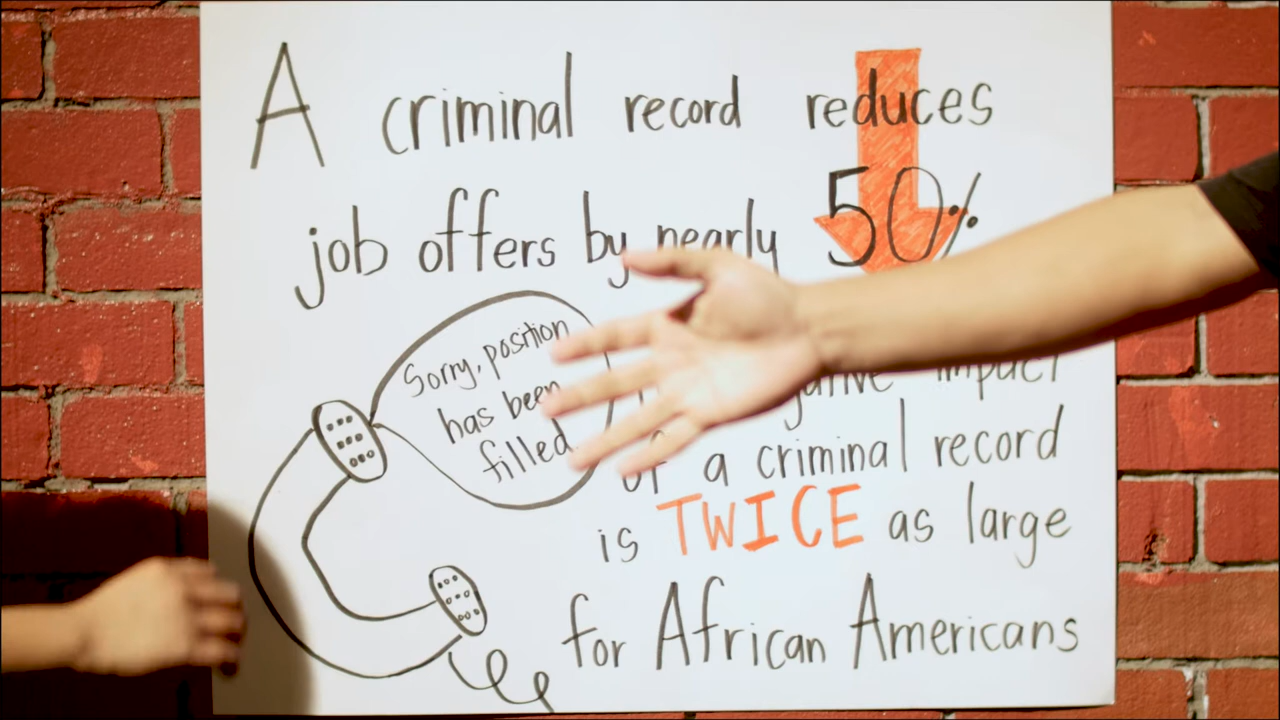 A criminal record reduces
job offers by nearly 50%
Sorry, position
has been
filled
impact
of a criminal record
is TWICE as large
for African Americans